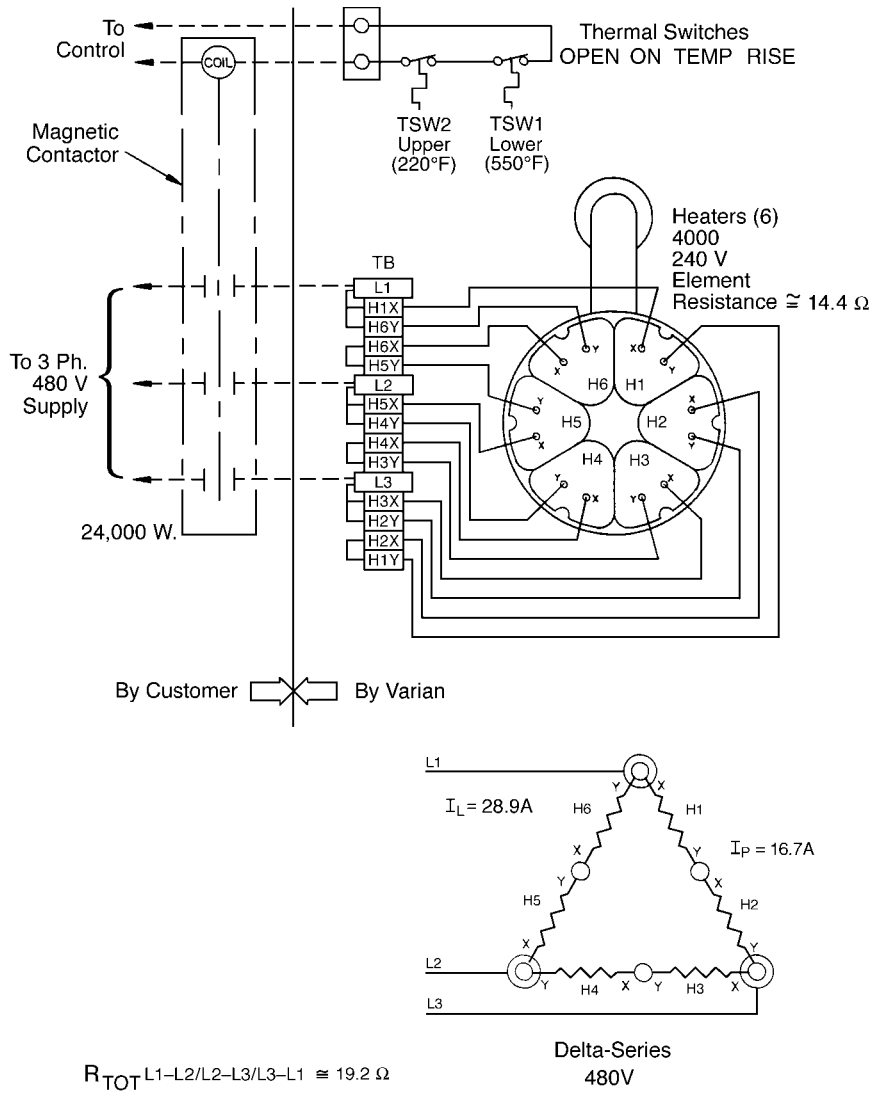 To
Control
COIL
Thermal Switches
OPEN ON TEMP RISE
TSW2
Upper
(220°F)
TSW1
Lower
(550°F)
Magnetic
Contactor
Heaters (6)
4000
240 V
Element
Resistance ≅ 14.4 Ω
TB
L1
H1X
H6Y
H6X
H5Y
L2
H5X
H4Y
H4X
H3Y
L3
H3X
H2Y
H2X
H1Y
To 3 Ph.
480 V
Supply
24,000 W.
X Y H6
X Y H1
Y X H5
X Y H2
Y X H4
Y X H3
By Customer
By Varian
L1
I_L = 28.9A
Y X
H6 H1
X Y
I_P = 16.7A
Y X
H5 H2
X Y
L2
Y H4 X Y H3 X
L3
Delta-Series
480V
R_TOT L1–L2/L2–L3/L3–L1 ≅ 19.2 Ω